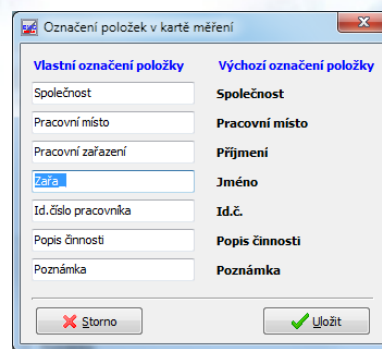 Označení položek v kartě měření
Vlastní označení položky Výchozí označení položky
Společnost Společnost
Pracovní místo Pracovní místo
Pracovní zařazení Příjmení
Zařa Jméno
Id.číslo pracovníka Id.č.
Popis činnosti Popis činnosti
Poznámka Poznámka
Storno Uložit